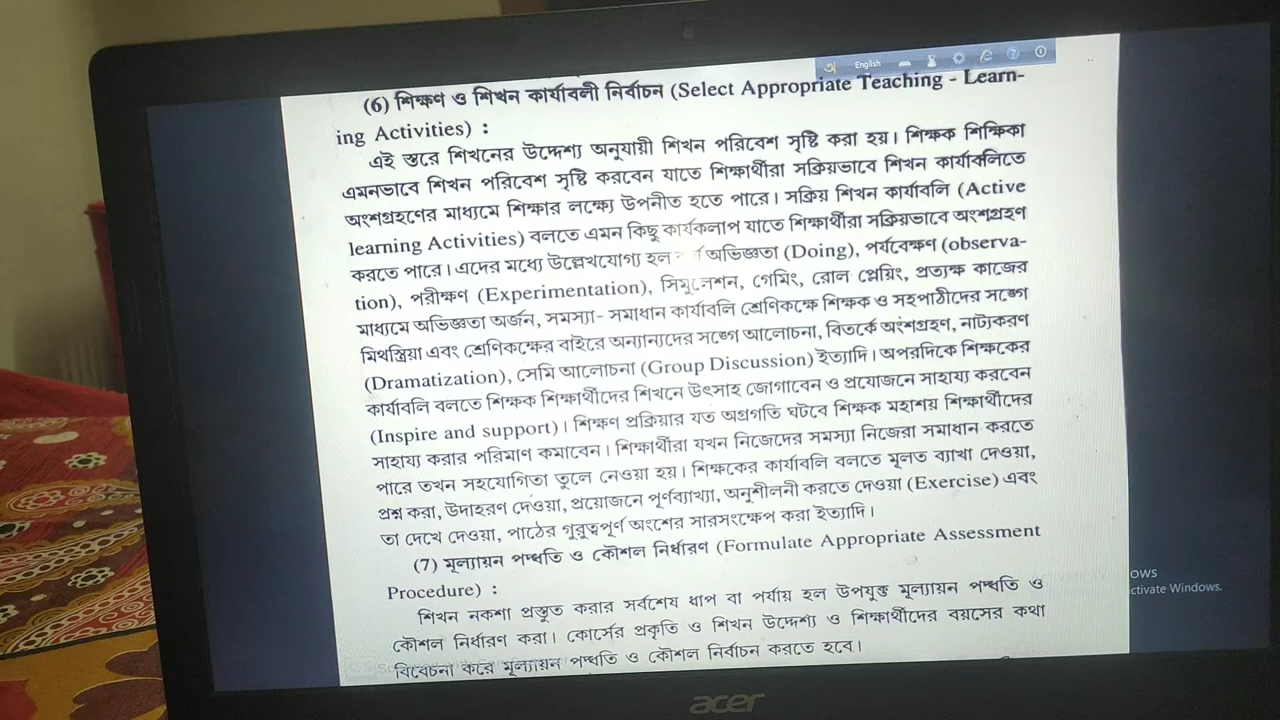 English
(6) শিক্ষণ ও শিখন কার্যাবলী নির্বাচন (Select Appropriate Teaching - Learn-
ing Activities) :
এই স্তরে শিখনের উদ্দেশ্য অনুযায়ী শিখন পরিবেশ সৃষ্টি করা হয়। শিক্ষক শিক্ষিকা
এমনভাবে শিখন পরিবেশ সৃষ্টি করবেন যাতে শিক্ষার্থীরা সক্রিয়ভাবে শিখন কার্যাবলিতে
অংশগ্রহণের মাধ্যমে শিক্ষার লক্ষ্যে উপনীত হতে পারে। সক্রিয় শিখন কার্যাবলি (Active
learning Activities) বলতে এমন কিছু কার্যকলাপ যাতে শিক্ষার্থীরা সক্রিয়ভাবে অংশগ্রহণ
করতে পারে। এদের মধ্যে উল্লেখযোগ্য হল অভিজ্ঞতা (Doing), পর্যবেক্ষণ (observa-
tion), পরীক্ষণ (Experimentation), সিমুলেশন, গেমিং, রোল প্লেয়িং, প্রত্যক্ষ কাজের
মাধ্যমে অভিজ্ঞতা অর্জন, সমস্যা- সমাধান কার্যাবলি শ্রেণিকক্ষে শিক্ষক ও সহপাঠীদের সঙ্গে
মিথস্ক্রিয়া এবং শ্রেণিকক্ষের বাইরে অন্যান্যদের সঙ্গে আলোচনা, বিতর্কে অংশগ্রহণ, নাট্যকরণ
(Dramatization), সেমি আলোচনা (Group Discussion) ইত্যাদি। অপরদিকে শিক্ষকের
কার্যাবলি বলতে শিক্ষক শিক্ষার্থীদের শিখনে উৎসাহ জোগাবেন ও প্রয়োজনে সাহায্য করবেন
(Inspire and support)। শিক্ষণ প্রক্রিয়ার যত অগ্রগতি ঘটবে শিক্ষক মহাশয় শিক্ষার্থীদের
সাহায্য করার পরিমাণ কমাবেন। শিক্ষার্থীরা যখন নিজেদের সমস্যা নিজেরা সমাধান করতে
পারে তখন সহযোগিতা তুলে নেওয়া হয়। শিক্ষকের কার্যাবলি বলতে মূলত ব্যাখা দেওয়া,
প্রশ্ন করা, উদাহরণ দেওয়া, প্রয়োজনে পূর্ণব্যাখ্যা, অনুশীলনী করতে দেওয়া (Exercise) এবং
তা দেখে দেওয়া, পাঠের গুরুত্বপূর্ণ অংশের সারসংক্ষেপ করা ইত্যাদি।
(7) মূল্যায়ন পদ্ধতি ও কৌশল নির্ধারণ (Formulate Appropriate Assessment
Procedure) :
শিখন নকশা প্রস্তুত করার সর্বশেষ ধাপ বা পর্যায় হল উপযুক্ত মূল্যায়ন পদ্ধতি ও
কৌশল নির্ধারণ করা। কোর্সের প্রকৃতি ও শিখন উদ্দেশ্য ও শিক্ষার্থীদের বয়সের কথা
বিবেচনা করে মূল্যায়ন পদ্ধতি ও কৌশল নির্বাচন করতে হবে।
ows
ctivate Windows.
acer